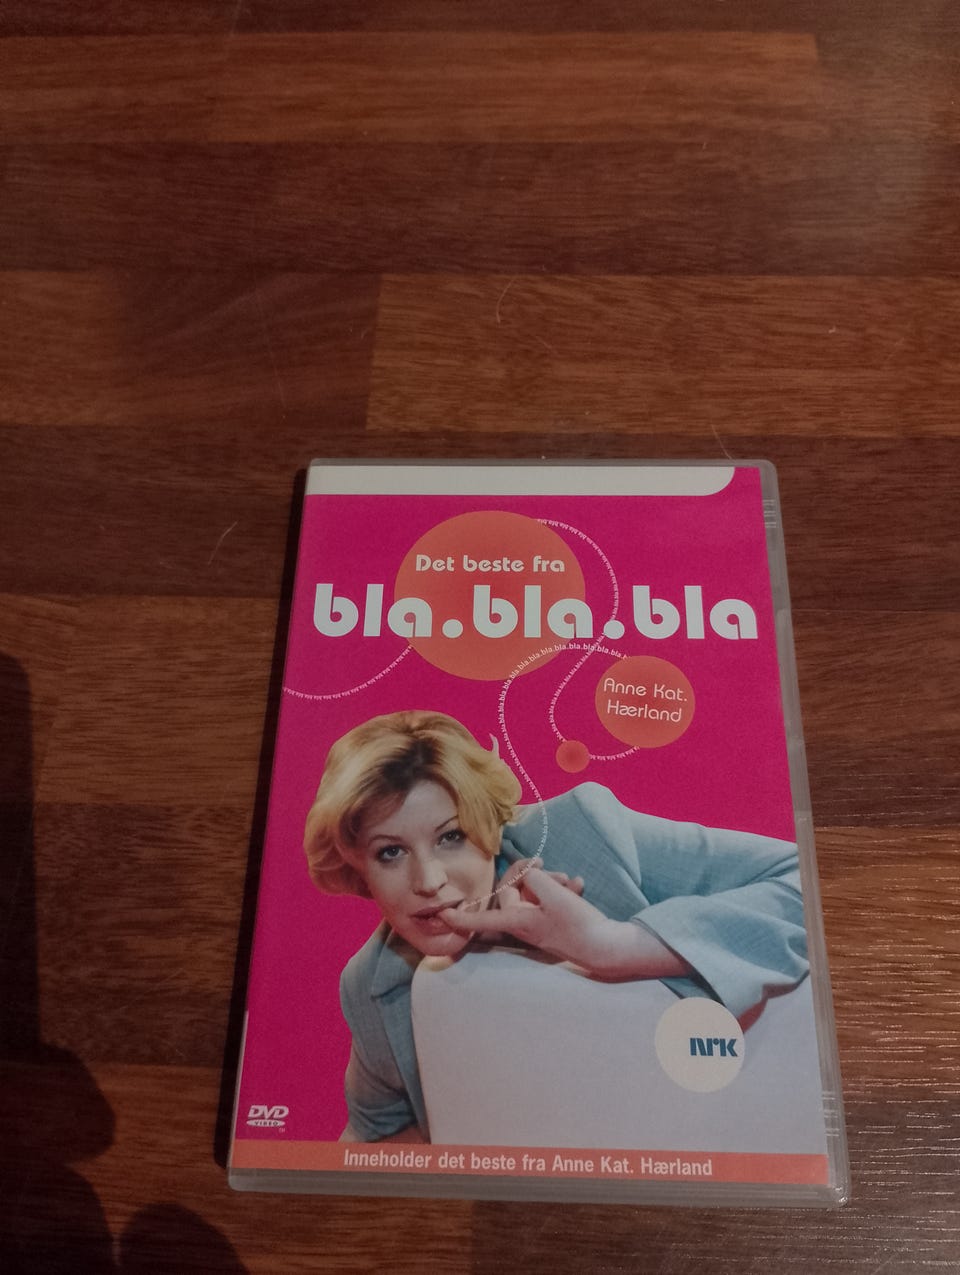 Det beste fra
bla.bla.bla
Anne Kat.
Hærland
nrk
DVD
VIDEO
TM
Inneholder det beste fra Anne Kat. Hærland